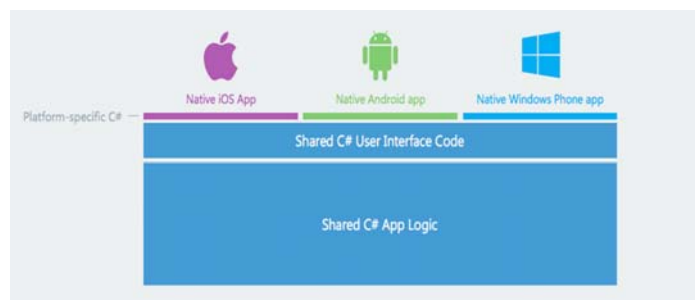 Native iOS App
Native Android app
Native Windows Phone app
Platform-specific C#
Shared C# User Interface Code
Shared C# App Logic